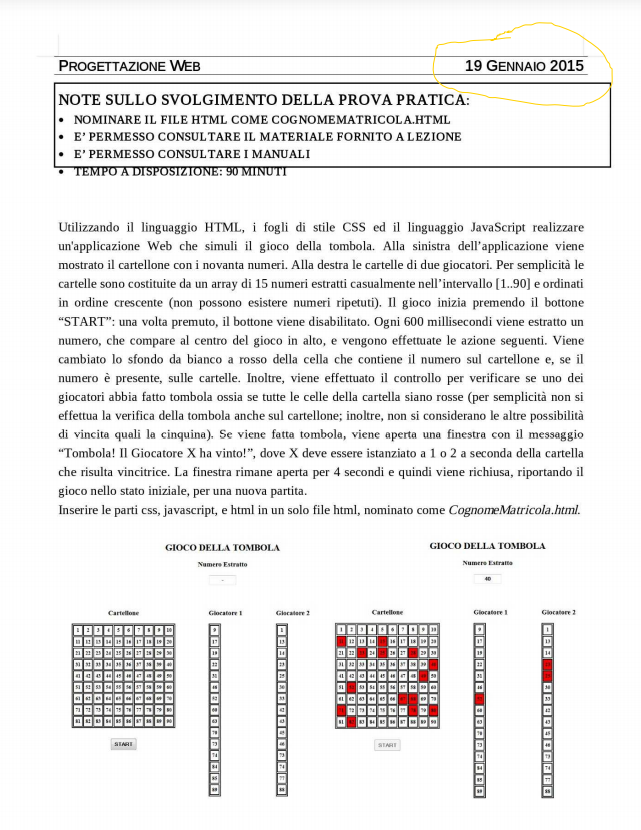 PROGETTAZIONE WEB 19 GENNAIO 2015
NOTE SULLO SVOLGIMENTO DELLA PROVA PRATICA:
• NOMINARE IL FILE HTML COME COGNOMEMATRICOLA.HTML
• E' PERMESSO CONSULTARE IL MATERIALE FORNITO A LEZIONE
• E' PERMESSO CONSULTARE I MANUALI
• TEMPO A DISPOSIZIONE: 90 MINUTI
Utilizzando il linguaggio HTML, i fogli di stile CSS ed il linguaggio JavaScript realizzare
un'applicazione Web che simuli il gioco della tombola. Alla sinistra dell'applicazione viene
mostrato il cartellone con i novanta numeri. Alla destra le cartelle di due giocatori. Per semplicità le
cartelle sono costituite da un array di 15 numeri estratti casualmente nell'intervallo [1..90] e ordinati
in ordine crescente (non possono esistere numeri ripetuti). Il gioco inizia premendo il bottone
“START”: una volta premuto, il bottone viene disabilitato. Ogni 600 millisecondi viene estratto un
numero, che compare al centro del gioco in alto, e vengono effettuate le azione seguenti. Viene
cambiato lo sfondo da bianco a rosso della cella che contiene il numero sul cartellone e, se il
numero è presente, sulle cartelle. Inoltre, viene effettuato il controllo per verificare se uno dei
giocatori abbia fatto tombola ossia se tutte le celle della cartella siano rosse (per semplicità non si
effettua la verifica della tombola anche sul cartellone; inoltre, non si considerano le altre possibilità
di vincita quali la cinquina). Se viene fatta tombola, viene aperta una finestra con il messaggio
“Tombola! Il Giocatore X ha vinto!”, dove X deve essere istanziato a 1 o 2 a seconda della cartella
che risulta vincitrice. La finestra rimane aperta per 4 secondi e quindi viene richiusa, riportando il
gioco nello stato iniziale, per una nuova partita.
Inserire le parti css, javascript, e html in un solo file html, nominato come CognomeMatricola.html.
GIOCO DELLA TOMBOLA GIOCO DELLA TOMBOLA
Numero Estratto Numero Estratto
- 40
Cartellone Giocatore 1 Giocatore 2 Cartellone Giocatore 1 Giocatore 2
START START